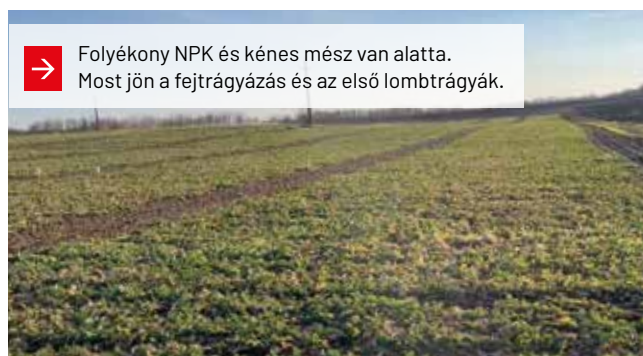 Folyékony NPK és kénes mész van alatta.
Most jön a fejtrágyázás és az első lombtrágyák.